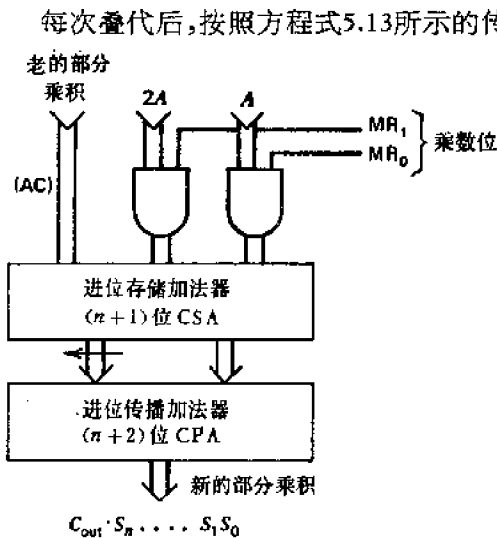 每次叠代后,按照方程式5.13所示的
老的部分
乘积
2A
A
MR₁
MR₀
乘数位
(AC)
进位存储加法器
(n+1)位CSA
进位传播加法器
(n+2)位CPA
新的部分乘积
C_out·S_n....S₁S₀